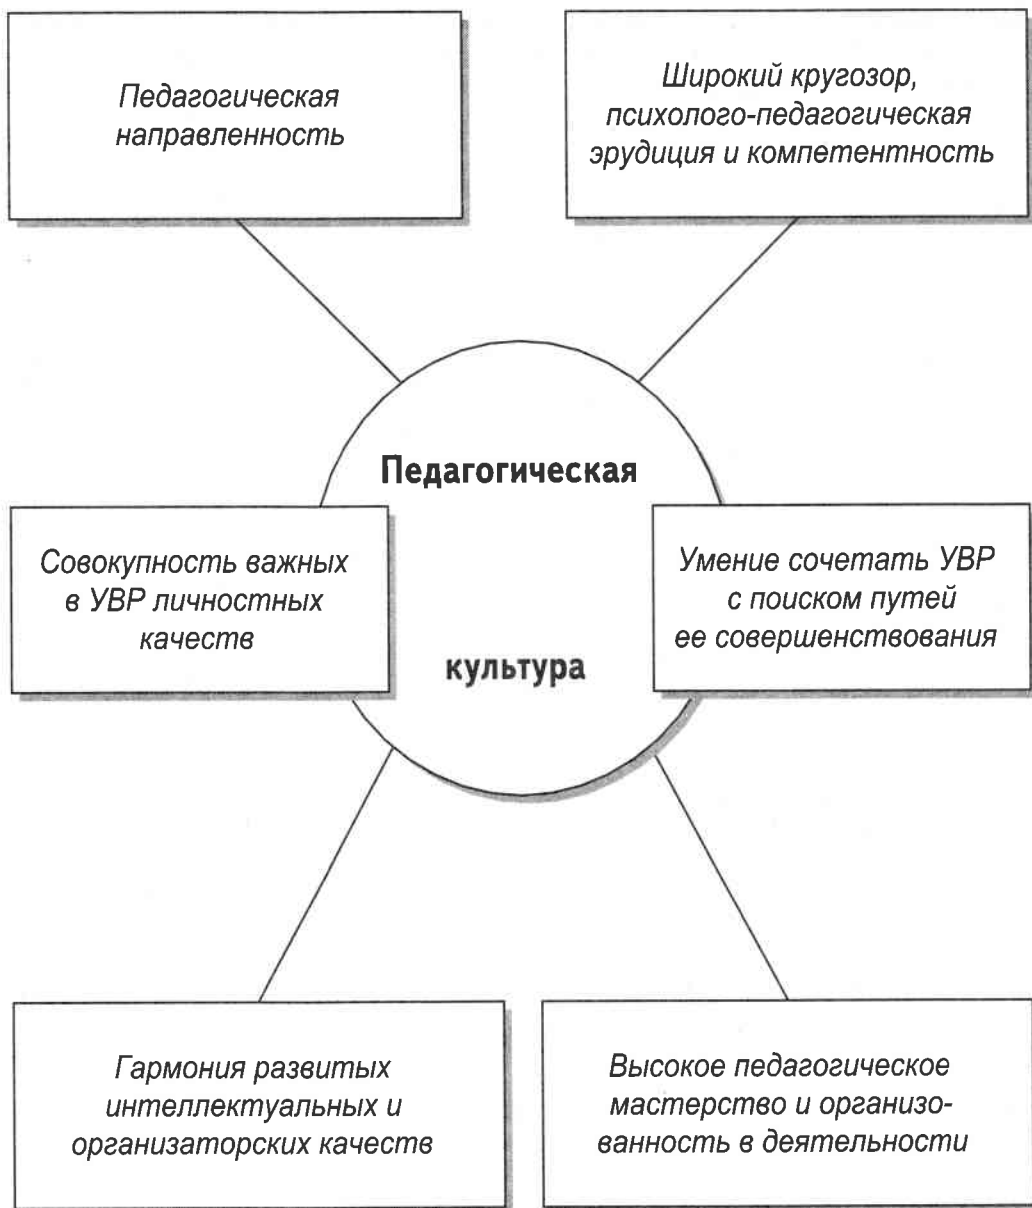 Педагогическая
направленность
Широкий кругозор,
психолого-педагогическая
эрудиция и компетентность
Педагогическая
культура
Совокупность важных
в УВР личностных
качеств
Умение сочетать УВР
с поиском путей
ее совершенствования
Гармония развитых
интеллектуальных и
организаторских качеств
Высокое педагогическое
мастерство и организо-
ванность в деятельности